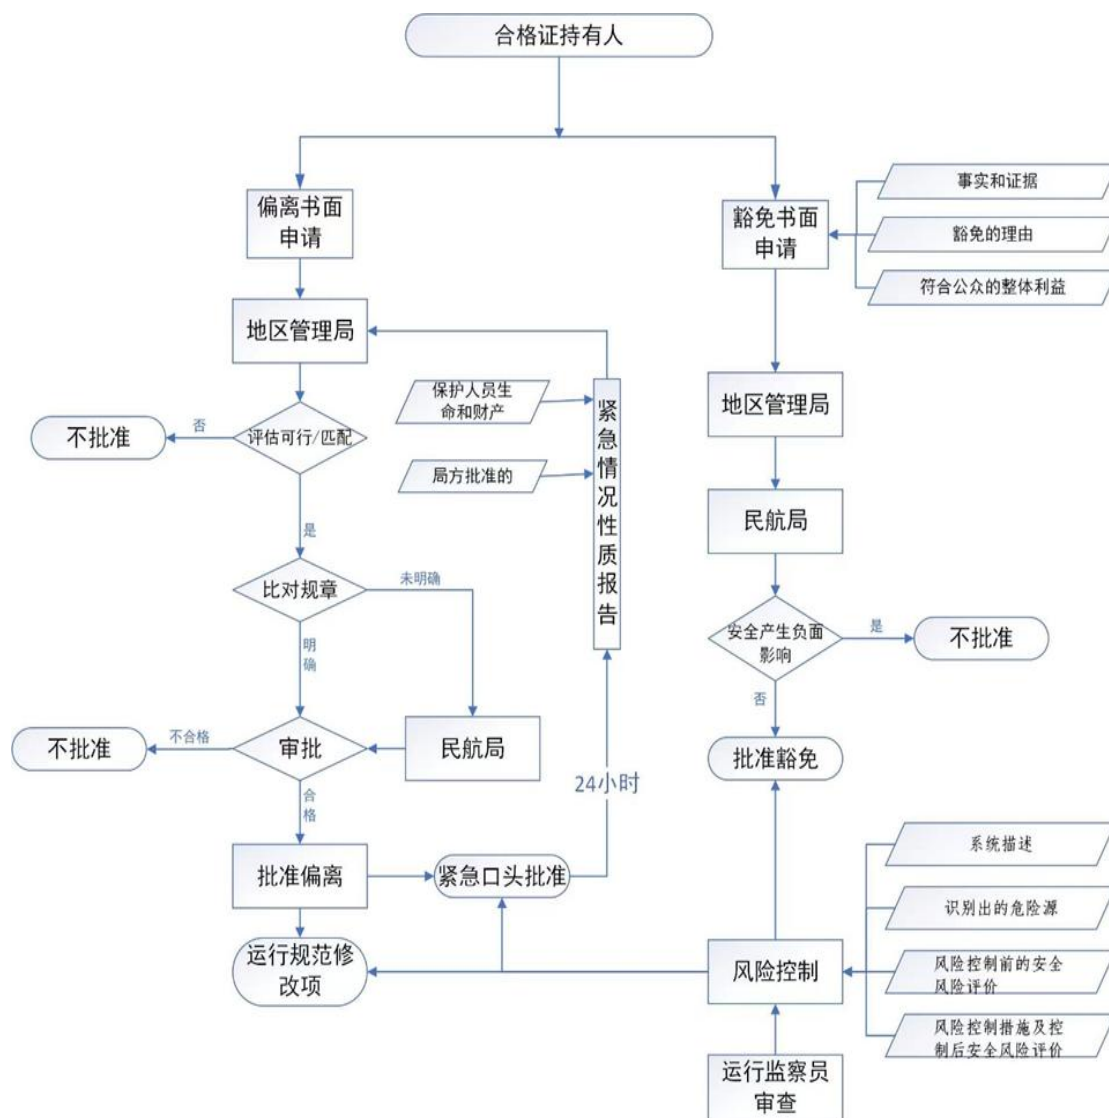 合格证持有人
偏离书面
申请
豁免书面
申请
事实和证据
豁免的理由
符合公众的整体利益
地区管理局
保护人员生
命和财产
局方批准的
紧急情况性质报告
地区管理局
不批准
否
评估可行/匹配
是
民航局
比对规章
未明确
明
确
安全产生负面
影响
是
不批准
否
不批准
不合格
审批
民航局
合
格
24小时
批准豁免
批准偏离
紧急口头批准
系统描述
识别出的危险源
运行规范修
改项
风险控制
风险控制前的安全
风险评价
风险控制措施及控
制后安全风险评价
运行监察员
审查